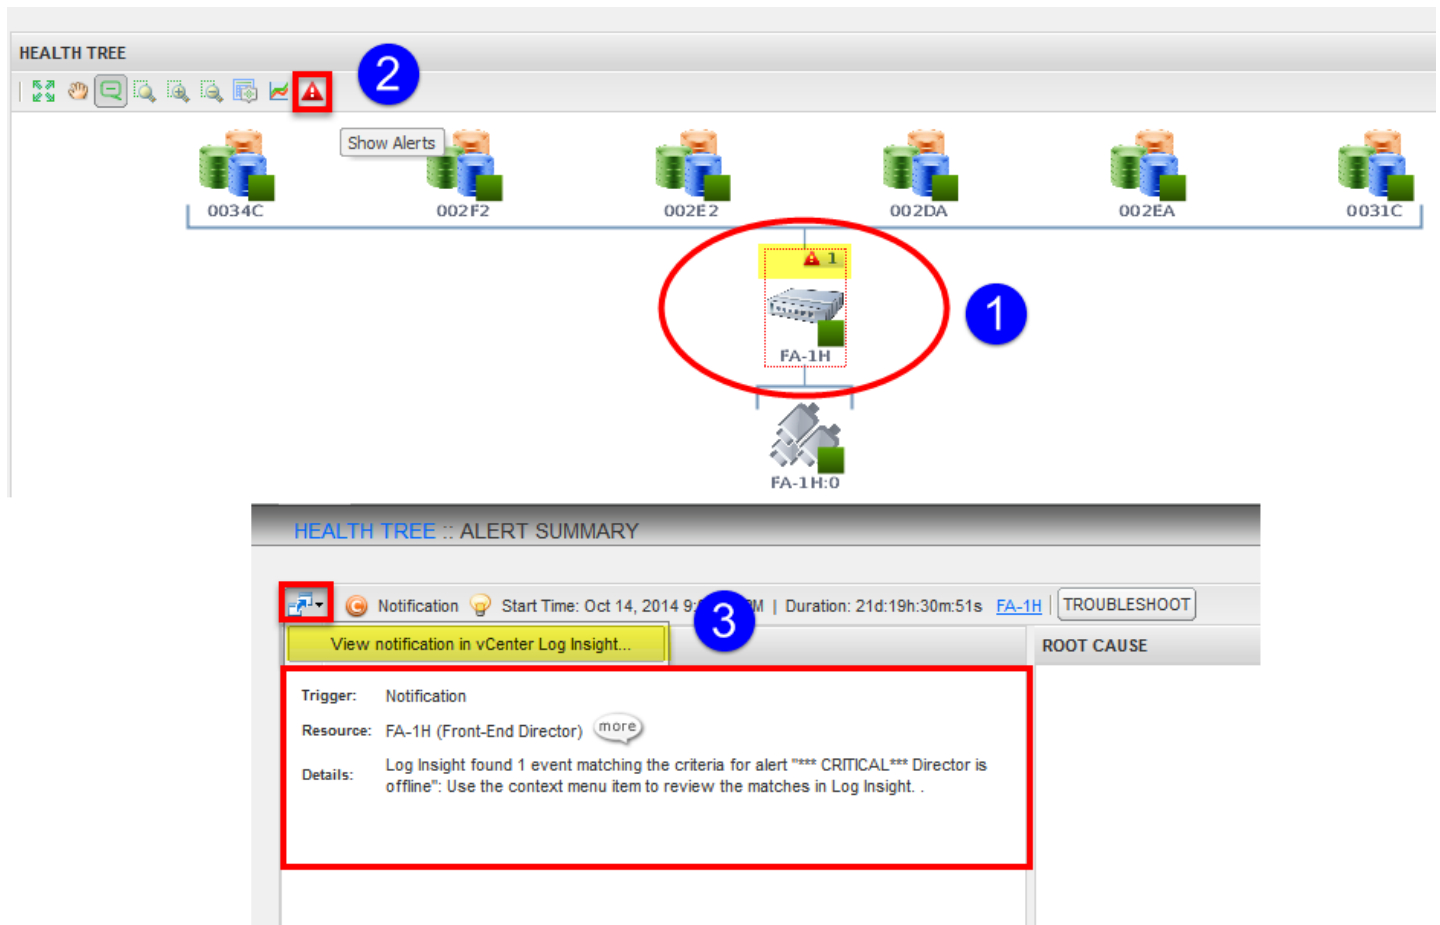 HEALTH TREE
2
Show Alerts
0034C
002F2
002E2
002DA
002EA
0031C
1
1
FA-1H
FA-1H:0
HEALTH TREE :: ALERT SUMMARY
Notification
Start Time: Oct 14, 2014 9: M | Duration: 21d:19h:30m:51s
FA-1H
TROUBLESHOOT
3
View notification in vCenter Log Insight...
ROOT CAUSE
Trigger: Notification
Resource: FA-1H (Front-End Director) more
Details: Log Insight found 1 event matching the criteria for alert "*** CRITICAL*** Director is
offline": Use the context menu item to review the matches in Log Insight. .